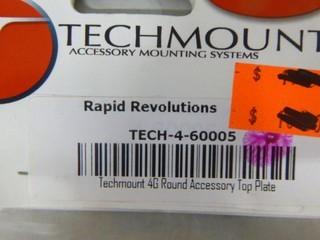 TECHMOUNT
ACCESSORY MOUNTING SYSTEMS
Rapid Revolutions
TECH-4-60005
Techmount 4G Round Accessory Top Plate
$
$